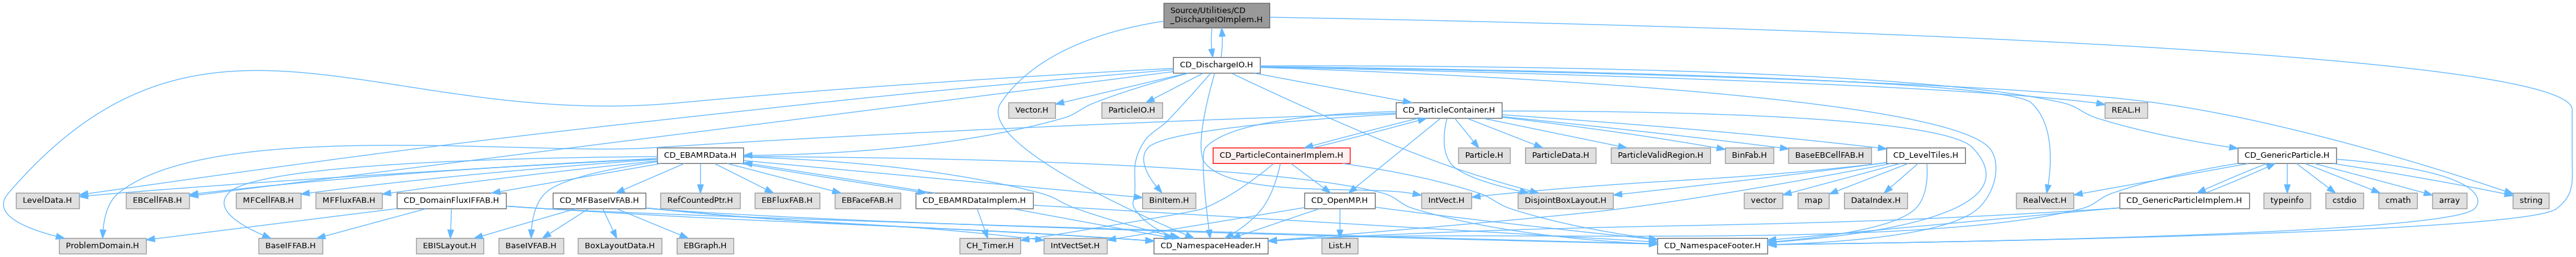 Source/Utilities/CD
_DischargeIOImplem.H
CD_DischargeIO.H
Vector.H
ParticleIO.H
CD_ParticleContainer.H
REAL.H
CD_EBAMRData.H
CD_ParticleContainerImplem.H
Particle.H
ParticleData.H
ParticleValidRegion.H
BinFab.H
BaseEBCellFAB.H
CD_LevelTiles.H
CD_GenericParticle.H
LevelData.H
EBCellFAB.H
MFCellFAB.H
MFFluxFAB.H
CD_DomainFluxIFFAB.H
CD_MFBaseIVFAB.H
RefCountedPtr.H
EBFluxFAB.H
EBFaceFAB.H
CD_EBAMRDataImplem.H
BinItem.H
CD_OpenMP.H
IntVect.H
DisjointBoxLayout.H
vector
map
DataIndex.H
RealVect.H
CD_GenericParticleImplem.H
typeinfo
cstdio
cmath
array
string
ProblemDomain.H
BaseIFFAB.H
EBISLayout.H
BaseIVFAB.H
BoxLayoutData.H
EBGraph.H
CH_Timer.H
IntVectSet.H
CD_NamespaceHeader.H
List.H
CD_NamespaceFooter.H